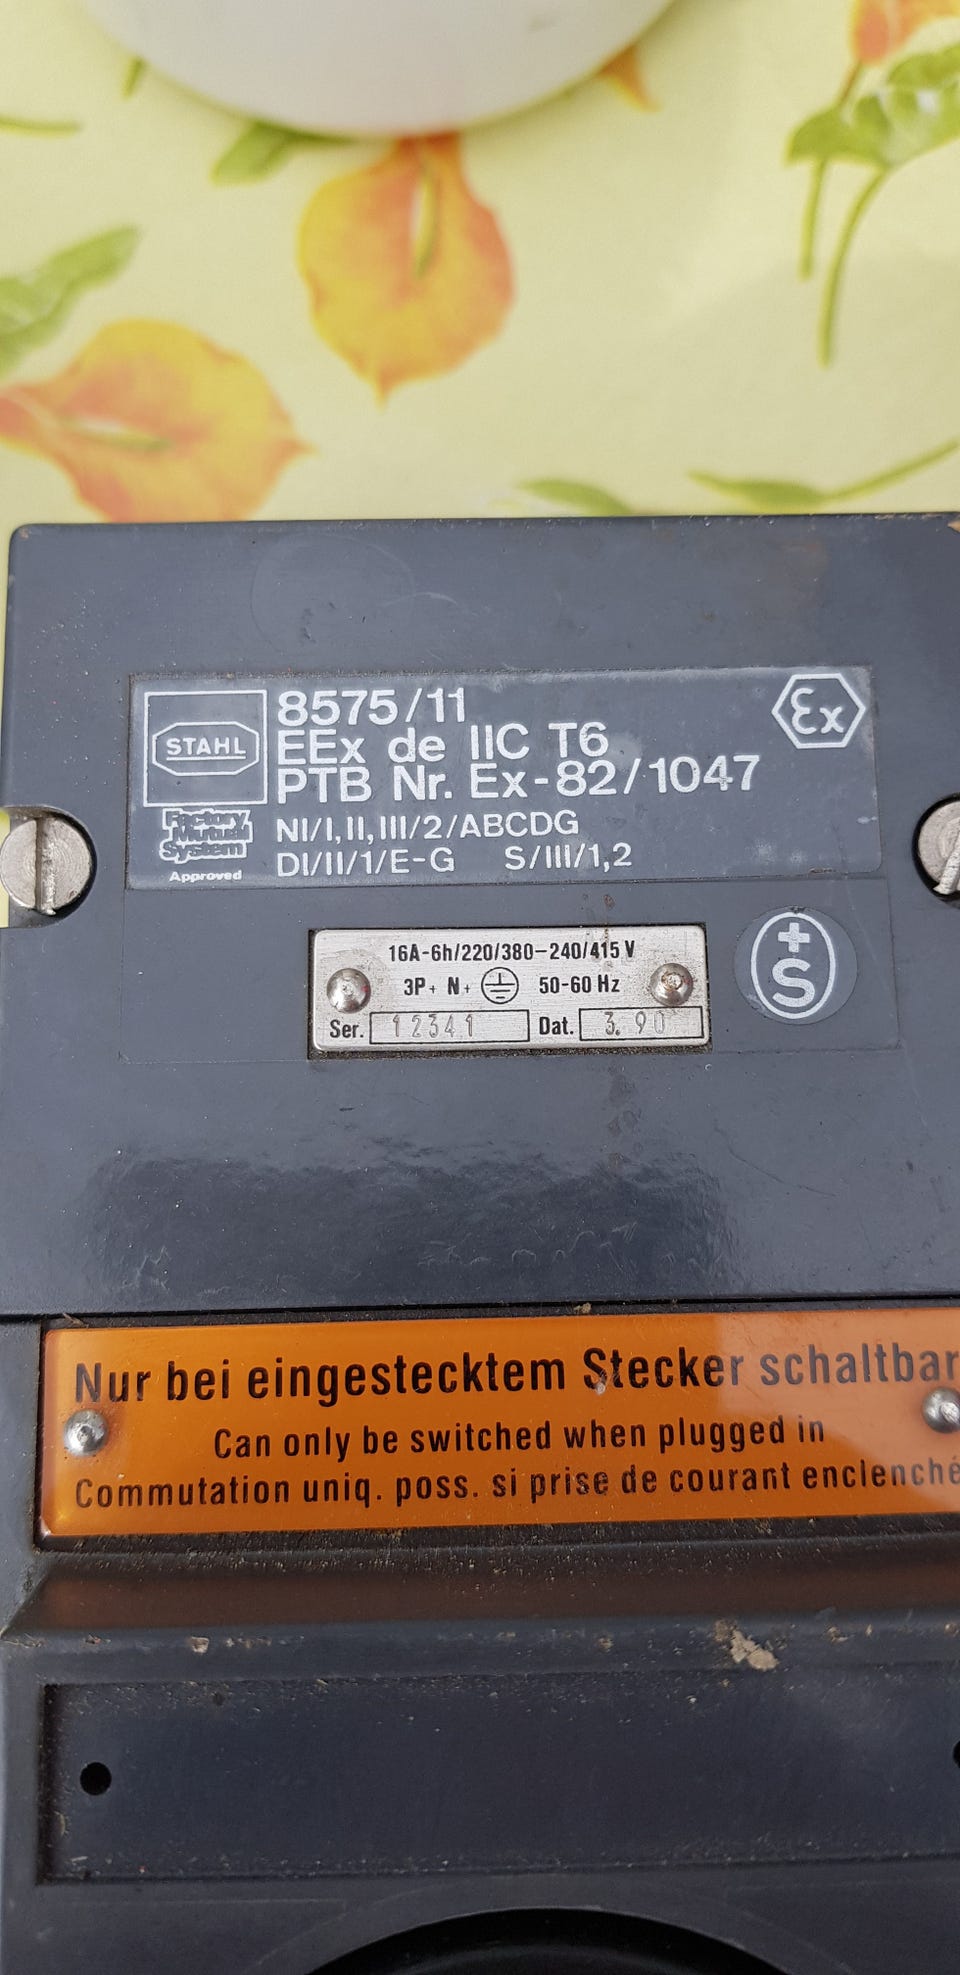 STAHL
8575/11
EEx de IIC T6
PTB Nr. Ex-82/1047
Ex
Factory
Mutual
System
Approved
NI/I,II,III/2/ABCDG
DI/II/1/E-G S/III/1,2
16A-6h/220/380-240/415 V
3P+ N+ 50-60 Hz
Ser. 12341 Dat. 3. 90
+
S
Nur bei eingestecktem Stecker schaltbar
Can only be switched when plugged in
Commutation uniq. poss. si prise de courant enclenché